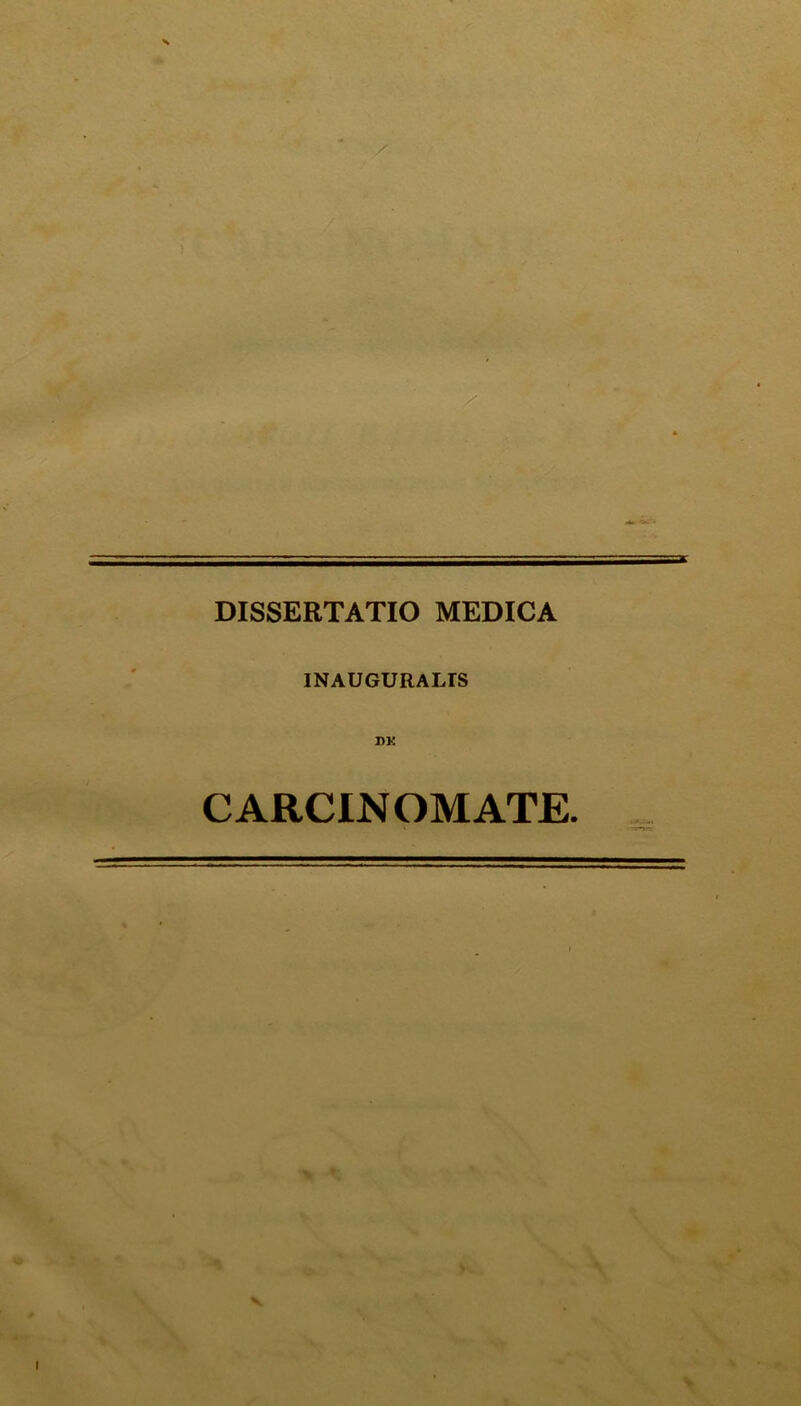 DISSERTATIO MEDICA
INAUGURALIS
DE
CARCINOMATE.